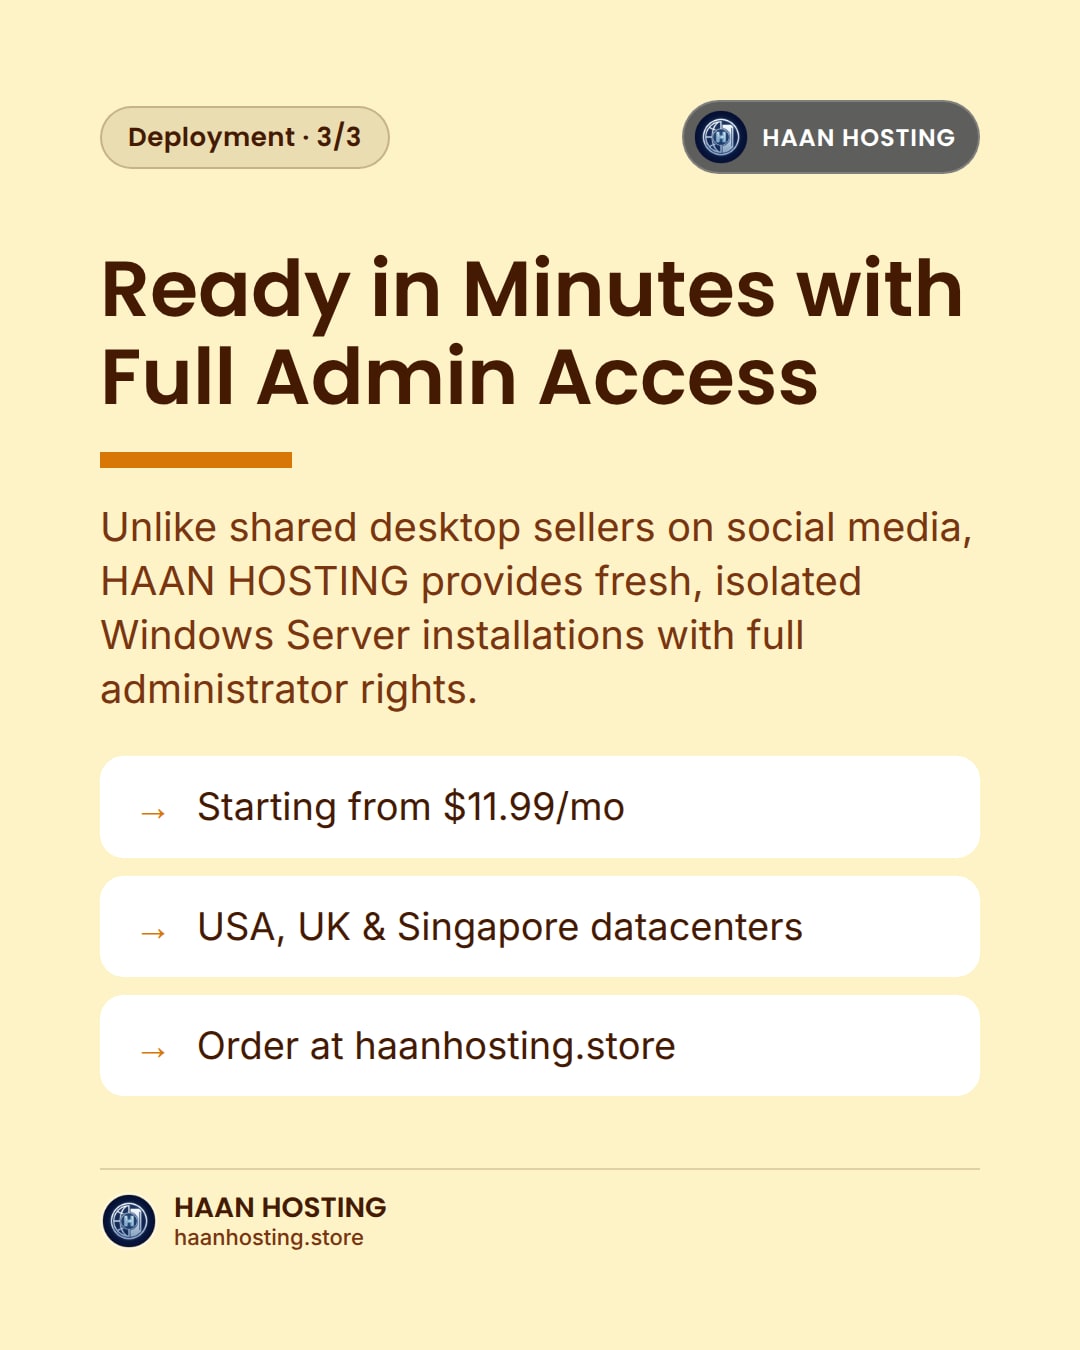 Deployment · 3/3
HAAN HOSTING
Ready in Minutes with
Full Admin Access
Unlike shared desktop sellers on social media,
HAAN HOSTING provides fresh, isolated
Windows Server installations with full
administrator rights.
→ Starting from $11.99/mo
→ USA, UK & Singapore datacenters
→ Order at haanhosting.store
HAAN HOSTING
haanhosting.store